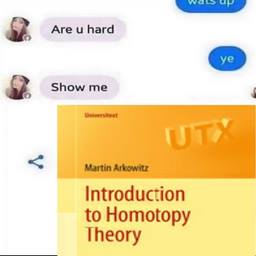 wats up
Are u hard
ye
Show me
Universitext
UTX
Martin Arkowitz
Introduction
to Homotopy
Theory